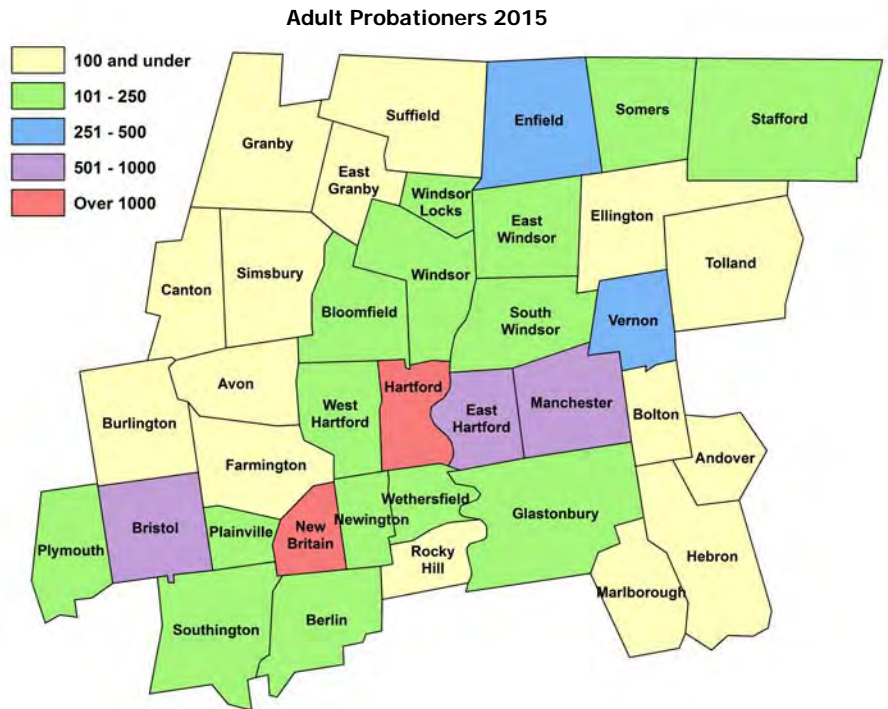 Adult Probationers 2015
100 and under
101 - 250
251 - 500
501 - 1000
Over 1000
Granby
Suffield
Enfield
Somers
Stafford
East
Granby
Windsor
Locks
East
Windsor
Ellington
Tolland
Canton
Simsbury
Bloomfield
Windsor
South
Windsor
Vernon
Burlington
Avon
West
Hartford
Hartford
East
Hartford
Manchester
Bolton
Andover
Farmington
Plymouth
Bristol
Plainville
New
Britain
Newington
Wethersfield
Rocky
Hill
Glastonbury
Hebron
Marlborough
Southington
Berlin